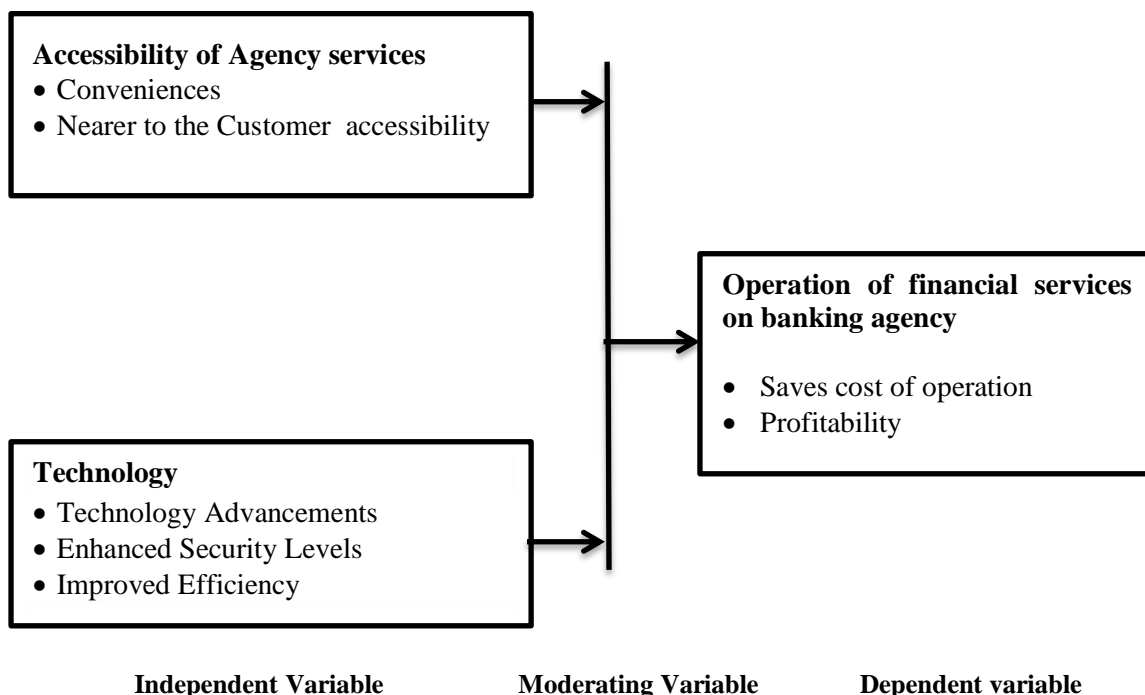 Accessibility of Agency services
• Conveniences
• Nearer to the Customer accessibility
Operation of financial services
on banking agency
• Saves cost of operation
• Profitability
Technology
• Technology Advancements
• Enhanced Security Levels
• Improved Efficiency
Independent Variable Moderating Variable Dependent variable